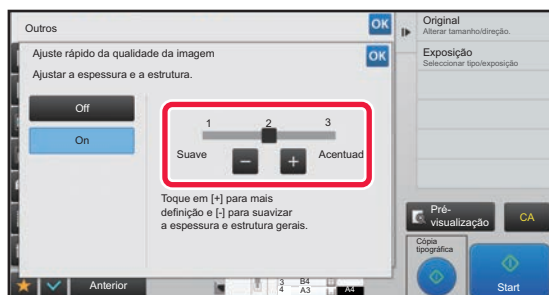 Outros
OK
Ajuste rápido da qualidade da imagem
OK
Ajustar a espessura e a estrutura.
Off
On
1 2 3
Suave
Acentuad
Toque em [+] para mais
definição e [-] para suavizar
a espessura e estrutura gerais.
Anterior
3 B4
4 A3
A4
Original
Alterar tamanho/direção.
Exposição
Seleccionar tipo/exposição
Pré-
visualização
CA
Cópia
tipográfica
Start